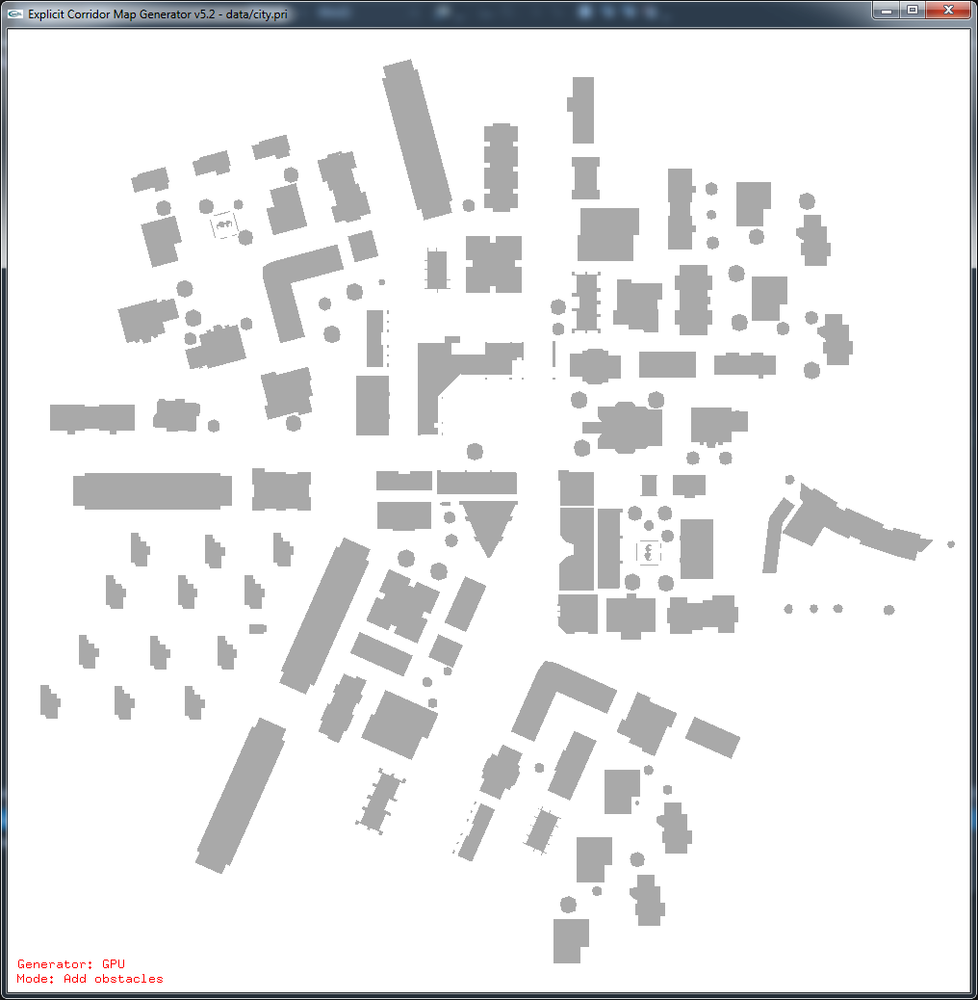 Explicit Corridor Map Generator v5.2 - data/city.pri
Generator: GPU
Mode: Add obstacles